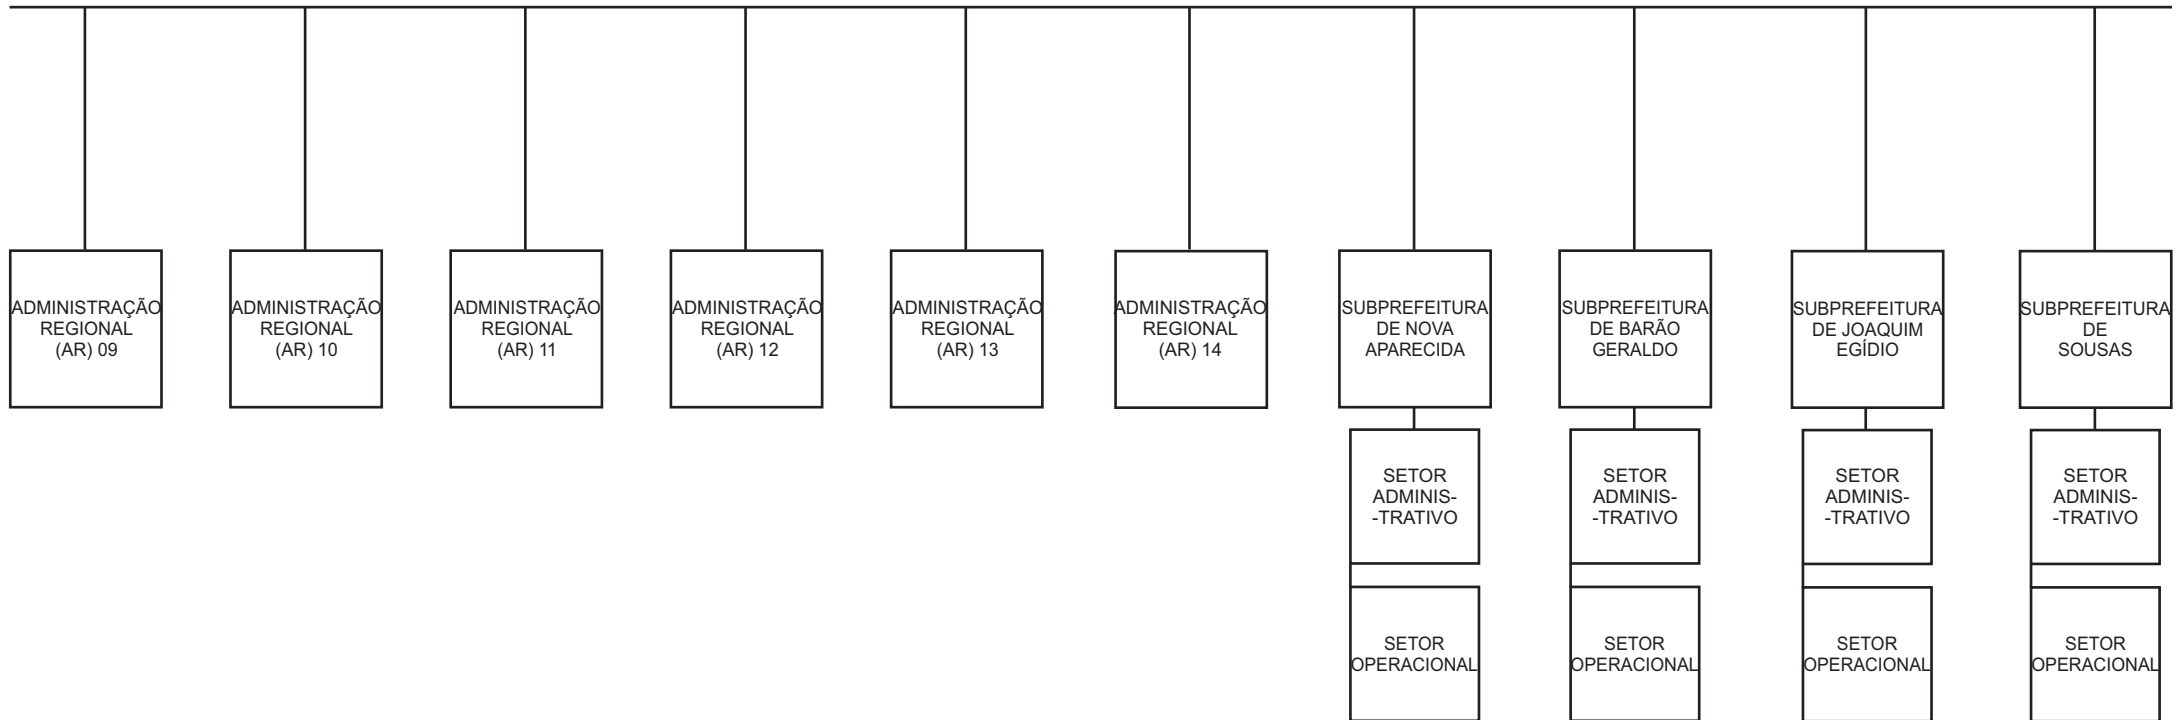 ADMINISTRAÇÃO
REGIONAL
(AR) 09
ADMINISTRAÇÃO
REGIONAL
(AR) 10
ADMINISTRAÇÃO
REGIONAL
(AR) 11
ADMINISTRAÇÃO
REGIONAL
(AR) 12
ADMINISTRAÇÃO
REGIONAL
(AR) 13
ADMINISTRAÇÃO
REGIONAL
(AR) 14
SUBPREFEITURA
DE NOVA
APARECIDA
SUBPREFEITURA
DE BARÃO
GERALDO
SUBPREFEITURA
DE JOAQUIM
EGÍDIO
SUBPREFEITURA
DE
SOUSAS
SETOR
ADMINIS-
-TRATIVO
SETOR
ADMINIS-
-TRATIVO
SETOR
ADMINIS-
-TRATIVO
SETOR
ADMINIS-
-TRATIVO
SETOR
OPERACIONAL
SETOR
OPERACIONAL
SETOR
OPERACIONAL
SETOR
OPERACIONAL